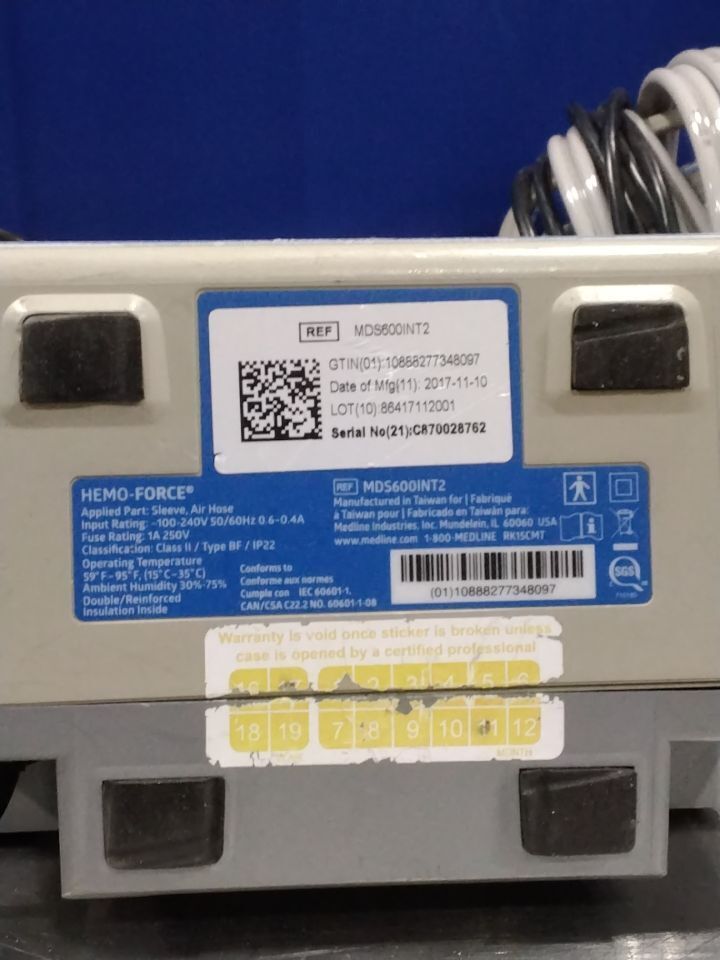 REF MDS600INT2
GTIN(01):10888277348097
Date of Mfg(11): 2017-11-10
LOT(10):86417112001
Serial No(21):C870028762
HEMO-FORCE®
Applied Part: Sleeve, Air Hose
Input Rating: ~100-240V 50/60Hz 0.6-0.4A
Fuse Rating: 1A 250V
Classification: Class II / Type BF / IP22
Operating Temperature
59°F-95°F, (15°C-35°C)
Ambient Humidity 30%-75%
Double/Reinforced
Insulation Inside
Conforms to
Conforme aux normes
Cumple con IEC 60601-1.
CAN/CSA C22.2 NO. 60601-1-08
REF MDS600INT2
Manufactured in Taiwan for | Fabriqué
à Taiwan pour | Fabricado en Taiwán para:
Medline Industries, Inc. Mundelein, IL 60060 USA
www.medline.com 1-800-MEDLINE RK15CMT
(01)10888277348097
SGS
Warranty is void once sticker is broken unless
case is opened by a certified professional
16 17 1 2 3 4 5 6
18 19 7 8 9 10 11 12
MONTH